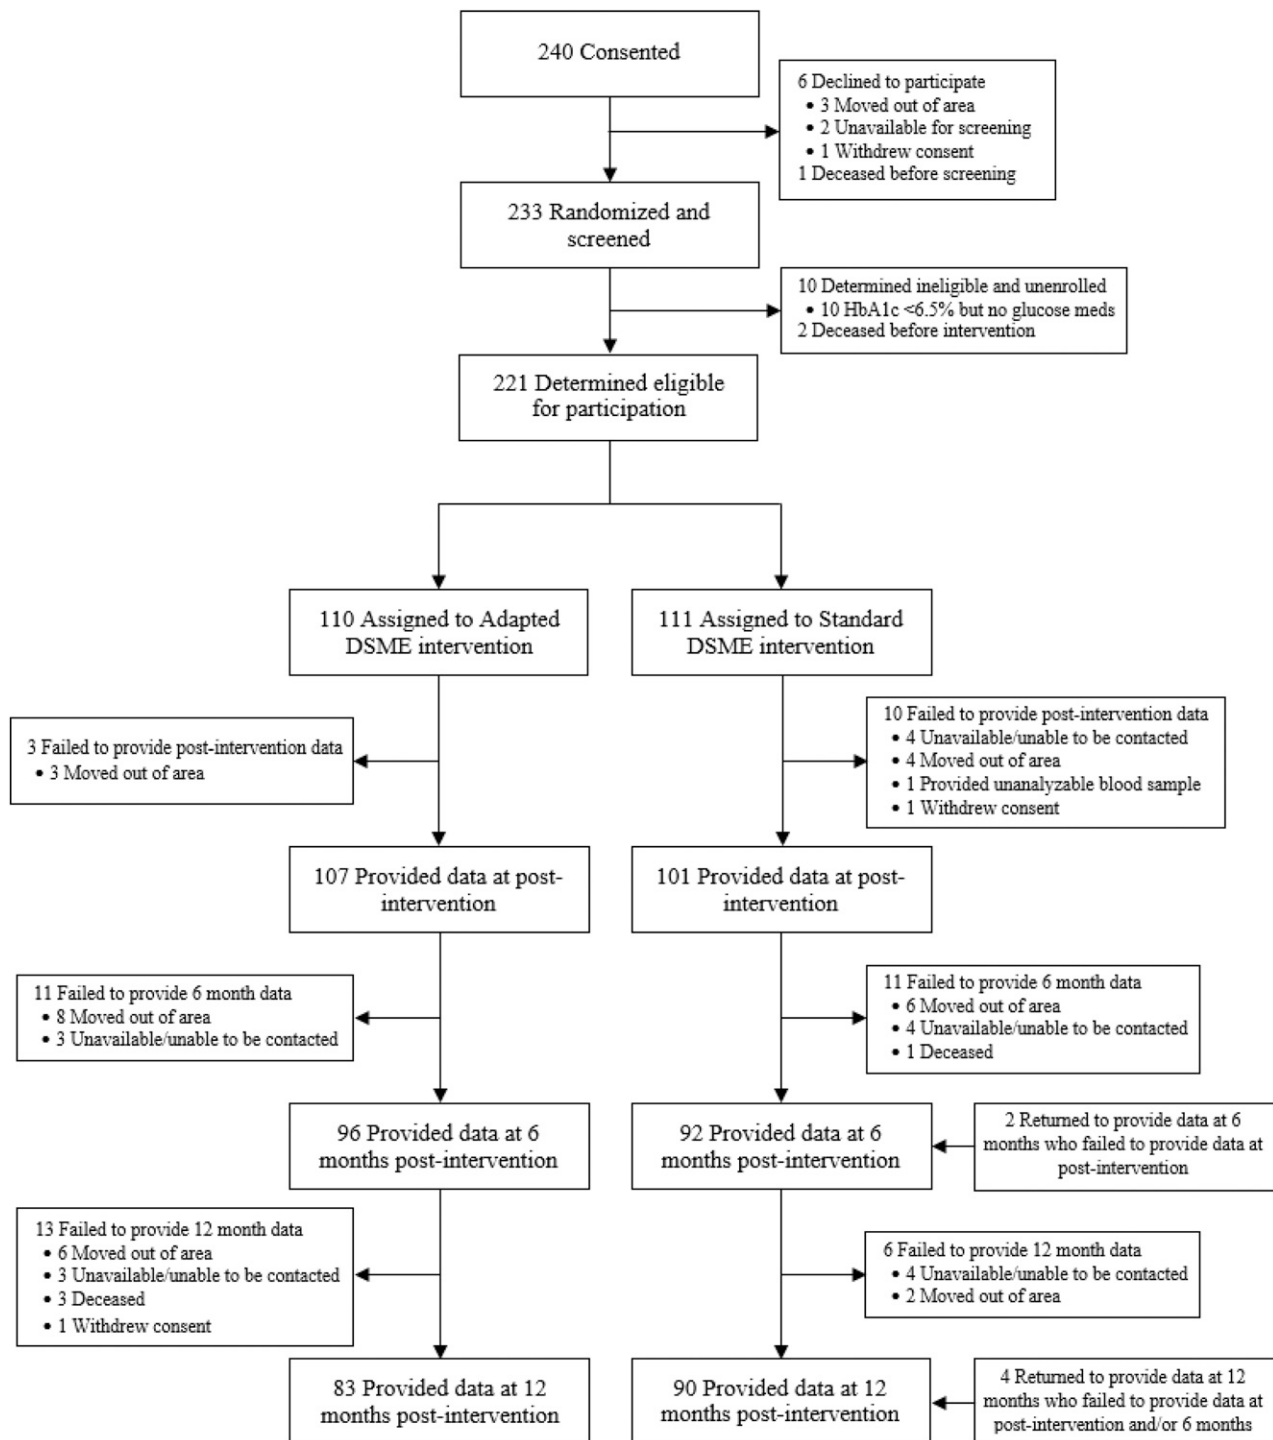 240 Consented
6 Declined to participate
• 3 Moved out of area
• 2 Unavailable for screening
• 1 Withdrew consent
1 Deceased before screening
233 Randomized and
screened
10 Determined ineligible and unenrolled
• 10 HbA1c <6.5% but no glucose meds
2 Deceased before intervention
221 Determined eligible
for participation
110 Assigned to Adapted
DSME intervention
111 Assigned to Standard
DSME intervention
3 Failed to provide post-intervention data
• 3 Moved out of area
10 Failed to provide post-intervention data
• 4 Unavailable/unable to be contacted
• 4 Moved out of area
• 1 Provided unanalyzable blood sample
• 1 Withdrew consent
107 Provided data at post-
intervention
101 Provided data at post-
intervention
11 Failed to provide 6 month data
• 8 Moved out of area
• 3 Unavailable/unable to be contacted
11 Failed to provide 6 month data
• 6 Moved out of area
• 4 Unavailable/unable to be contacted
• 1 Deceased
96 Provided data at 6
months post-intervention
92 Provided data at 6
months post-intervention
2 Returned to provide data at 6
months who failed to provide data at
post-intervention
13 Failed to provide 12 month data
• 6 Moved out of area
• 3 Unavailable/unable to be contacted
• 3 Deceased
• 1 Withdrew consent
6 Failed to provide 12 month data
• 4 Unavailable/unable to be contacted
• 2 Moved out of area
83 Provided data at 12
months post-intervention
90 Provided data at 12
months post-intervention
4 Returned to provide data at 12
months who failed to provide data at
post-intervention and/or 6 months